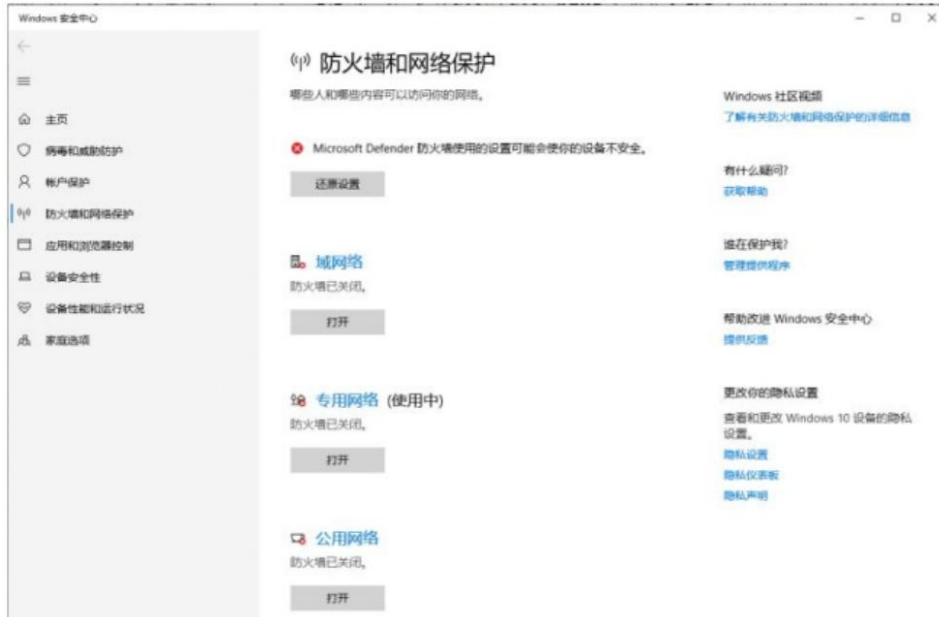 Windows 安全中心
主页
病毒和威胁防护
帐户保护
防火墙和网络保护
应用和浏览器控制
设备安全性
设备性能和运行状况
家庭选项
防火墙和网络保护
哪些人和哪些内容可以访问你的网络。
Microsoft Defender 防火墙使用的设置可能会使你的设备不安全。
还原设置
域网络
防火墙已关闭。
打开
专用网络 (使用中)
防火墙已关闭。
打开
公用网络
防火墙已关闭。
打开
Windows 社区视频
了解有关防火墙和网络保护的详细信息
有什么疑问?
获取帮助
谁在保护我?
管理提供程序
帮助改进 Windows 安全中心
提供反馈
更改你的隐私设置
查看和更改 Windows 10 设备的隐私
设置。
隐私设置
隐私仪表板
隐私声明